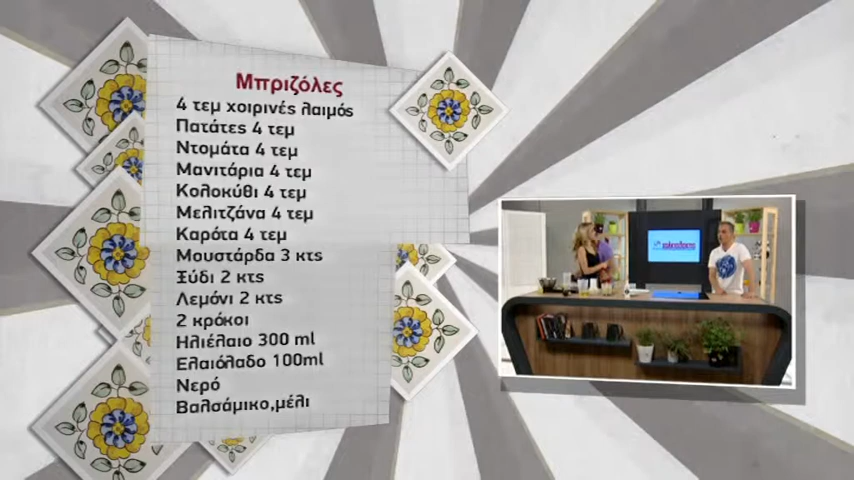 Μπριζόλες
4 τεμ χοιρινές λαιμός
Πατάτες 4 τεμ
Ντομάτα 4 τεμ
Μανιτάρια 4 τεμ
Κολοκύθι 4 τεμ
Μελιτζάνα 4 τεμ
Καρότα 4 τεμ
Μουστάρδα 3 κτς
Ξύδι 2 κτς
Λεμόνι 2 κτς
2 κρόκοι
Ηλιέλαιο 300 ml
Ελαιόλαδο 100ml
Νερό
Βαλσάμικο,μέλι